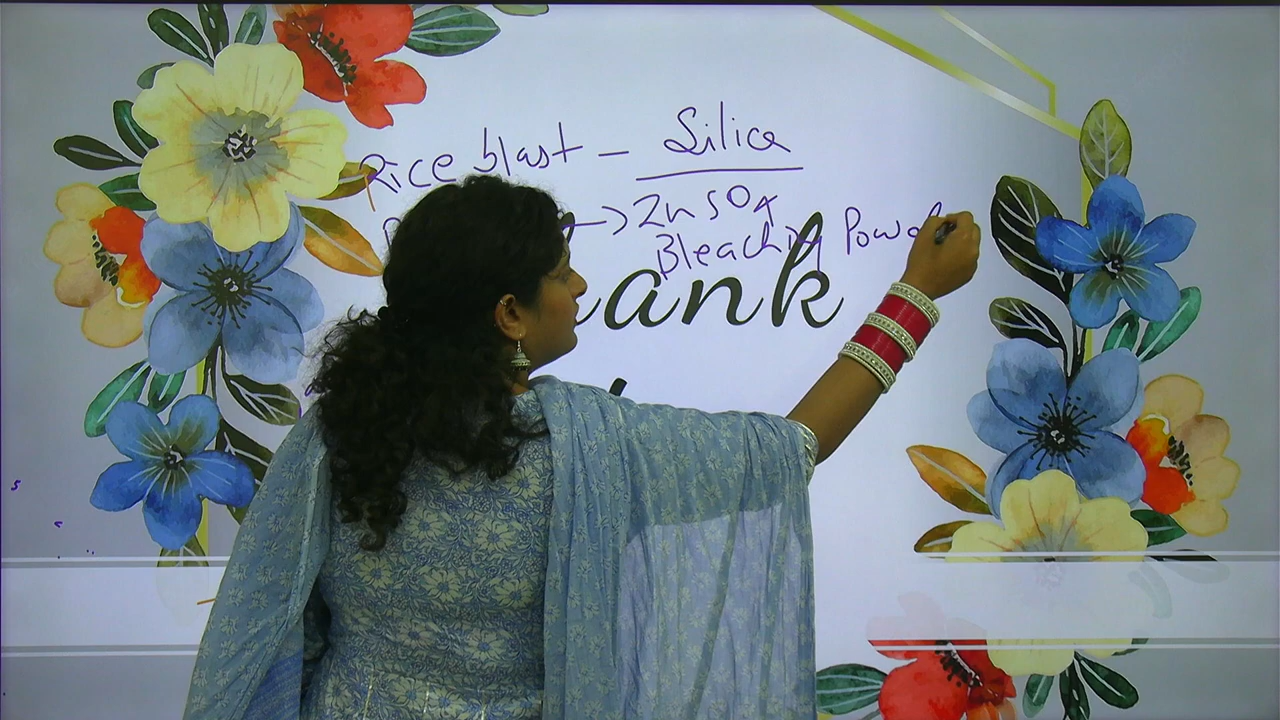 Rice blast - Silica
→ ZnSO4
Bleaching Powd
ank